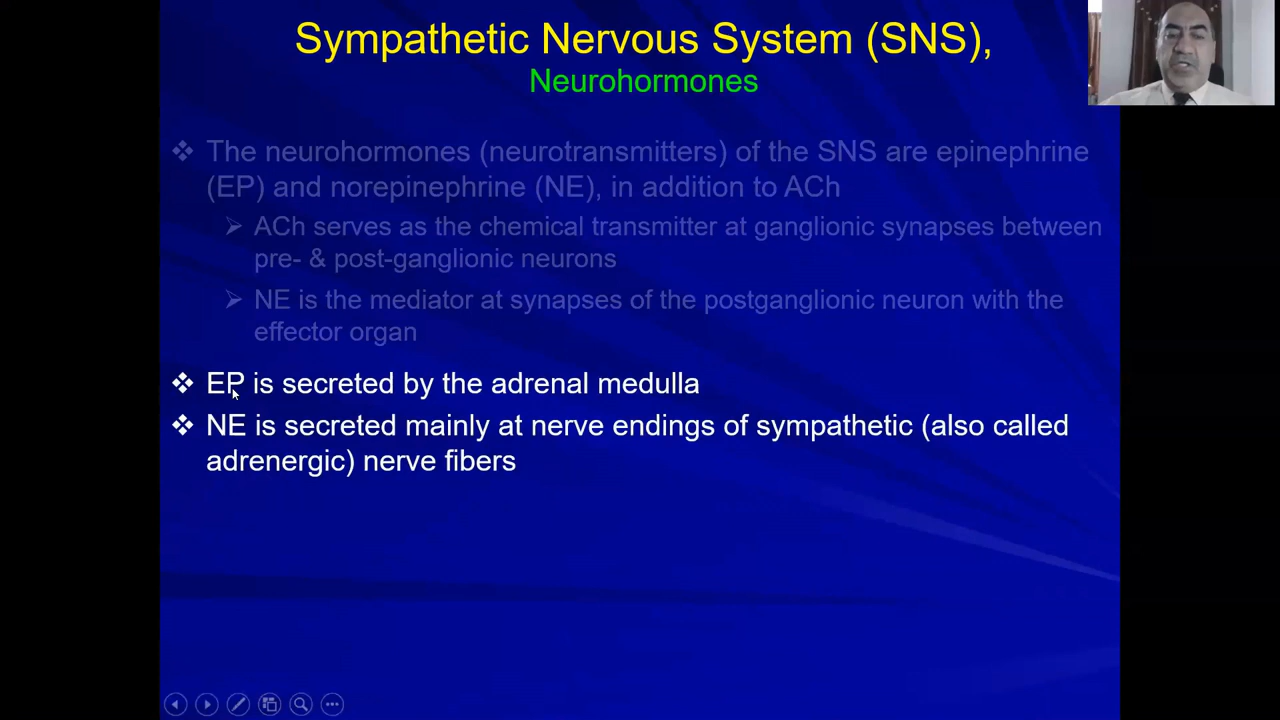 Sympathetic Nervous System (SNS),
Neurohormones
❖ The neurohormones (neurotransmitters) of the SNS are epinephrine
(EP) and norepinephrine (NE), in addition to ACh
➢ ACh serves as the chemical transmitter at ganglionic synapses between
pre- & post-ganglionic neurons
➢ NE is the mediator at synapses of the postganglionic neuron with the
effector organ
❖ EP is secreted by the adrenal medulla
❖ NE is secreted mainly at nerve endings of sympathetic (also called
adrenergic) nerve fibers